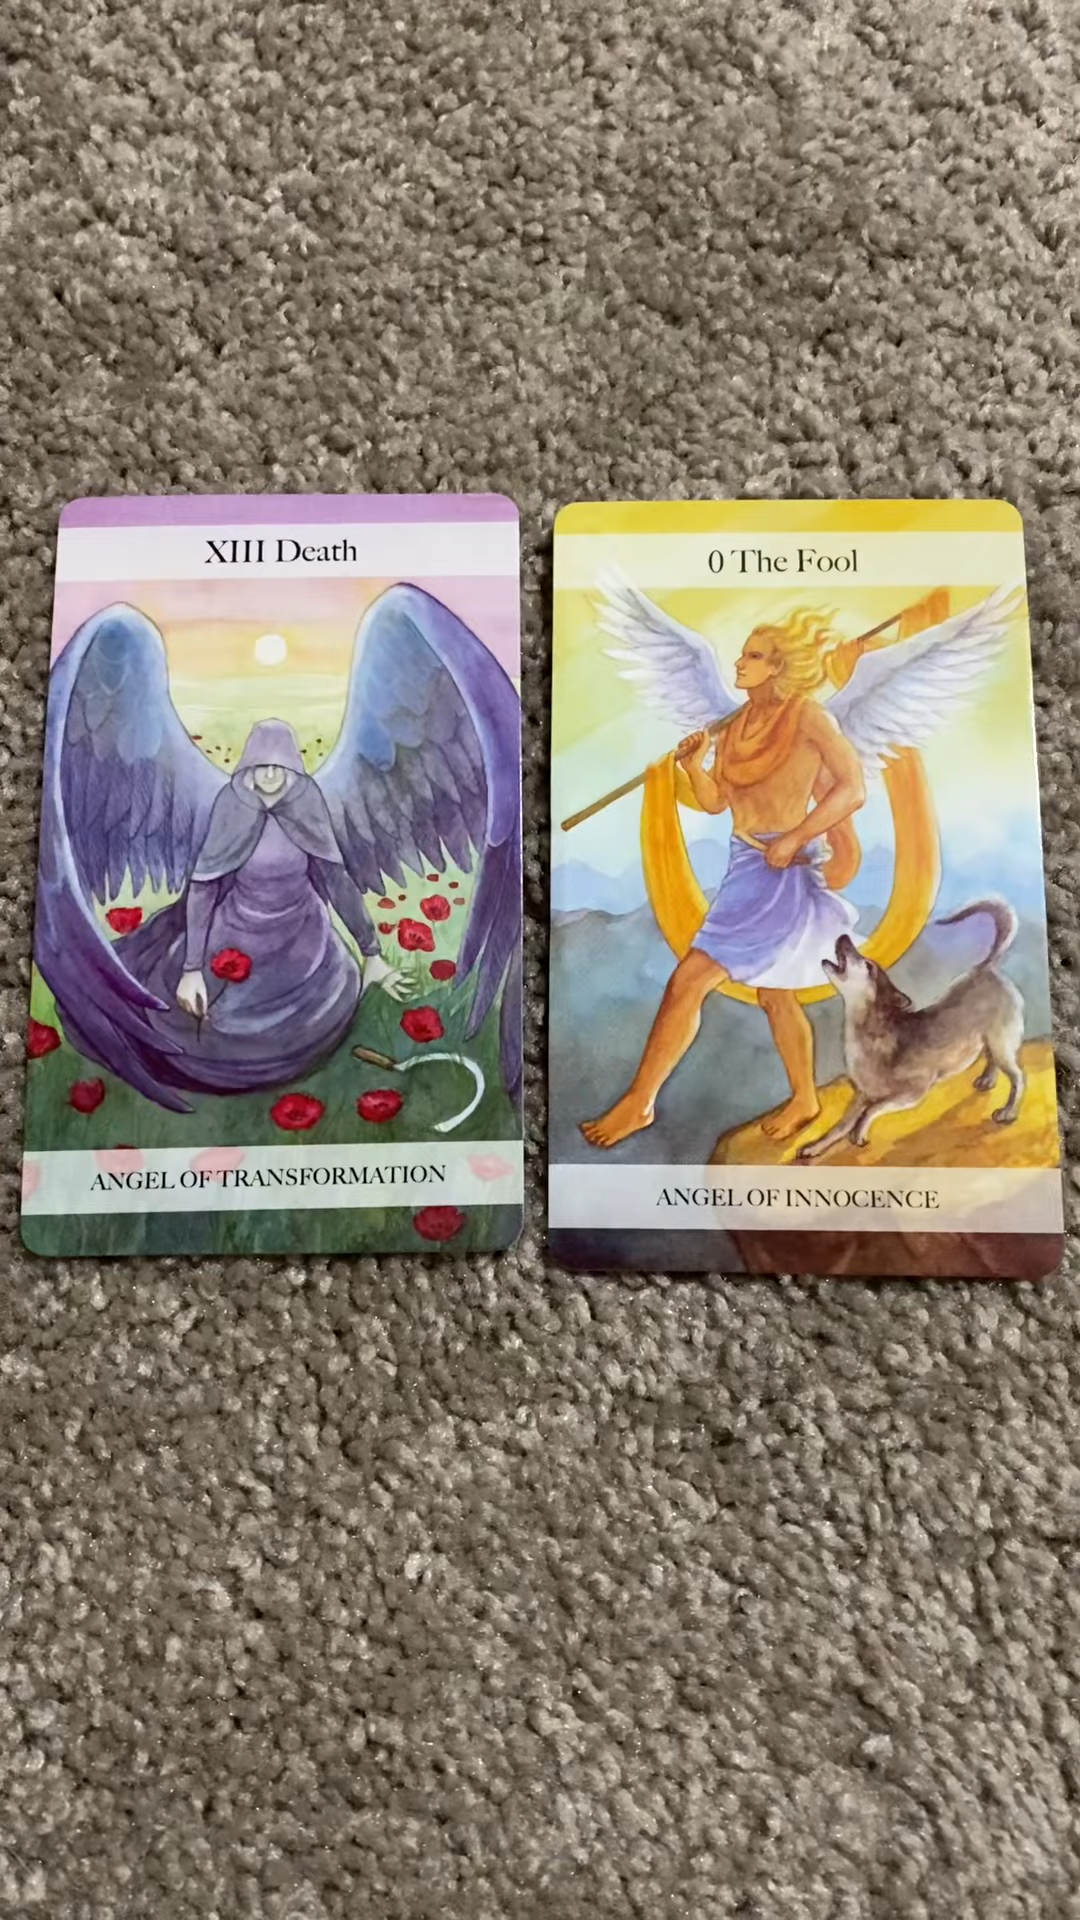 XIII Death
ANGEL OF TRANSFORMATION
0 The Fool
ANGEL OF INNOCENCE